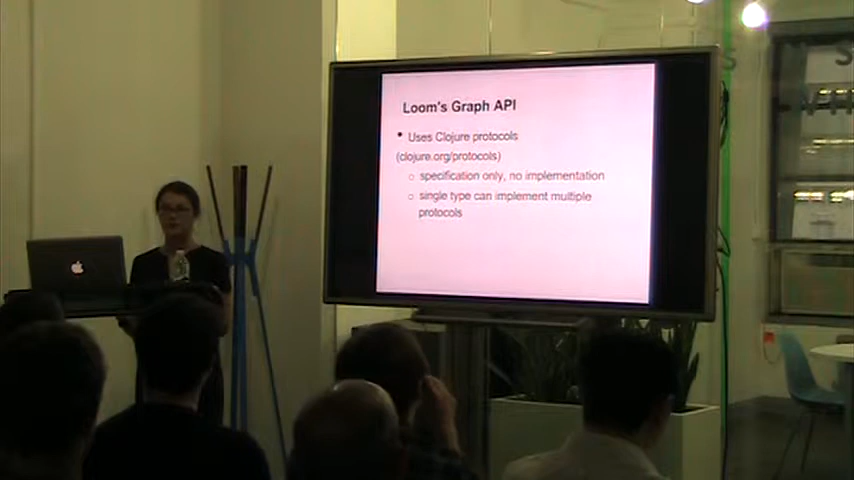 Loom's Graph API
• Uses Clojure protocols
(clojure.org/protocols)
○ specification only, no implementation
○ single type can implement multiple
protocols